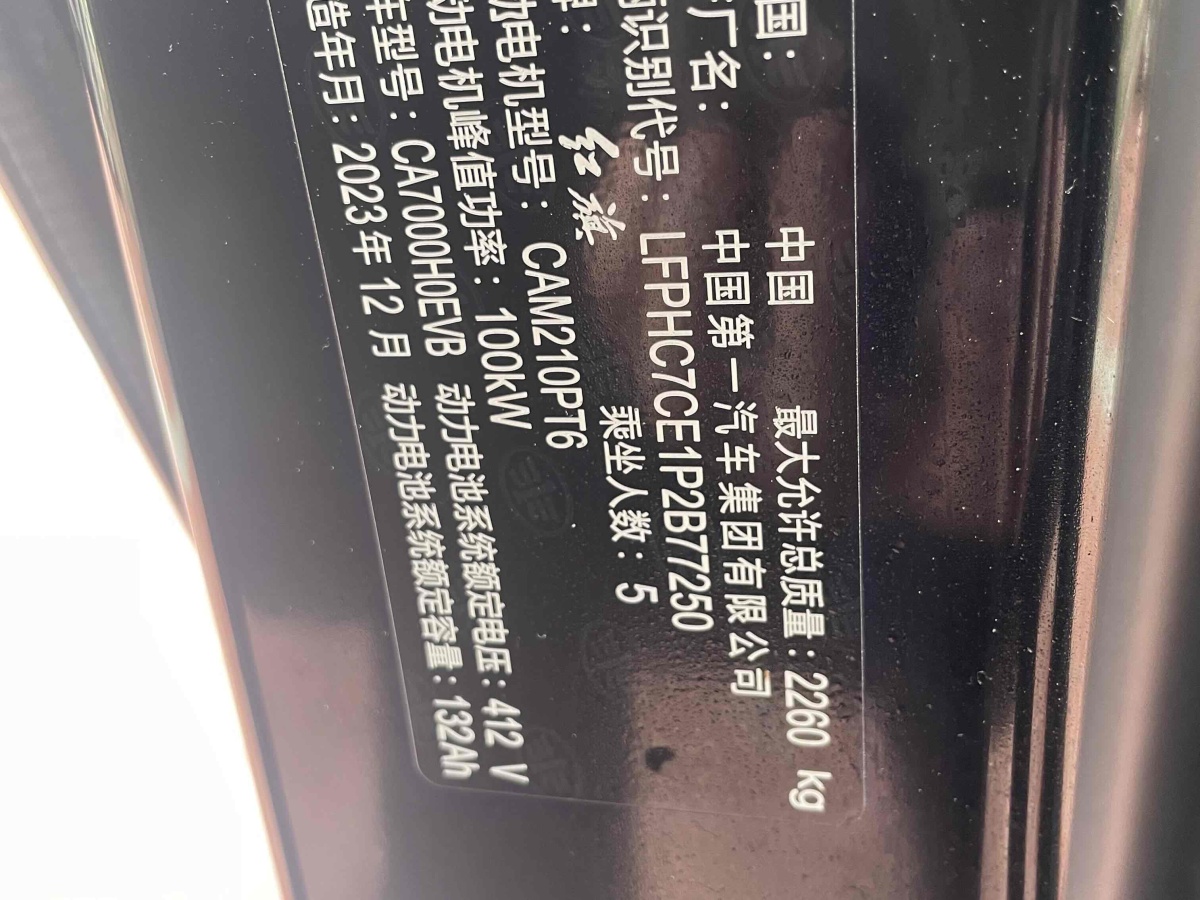 国： 中国 最大允许总质量：2260 kg
厂名： 中国第一汽车集团有限公司
识别代号：LFPHC7CE1P2B77250
红旗 乘坐人数：5
电机型号：CAM210PT6
动电机峰值功率：100kW
车型号：CA7000H0EVB 动力电池系统额定电压：412 V
造年月：2023年12月 动力电池系统额定容量：132Ah